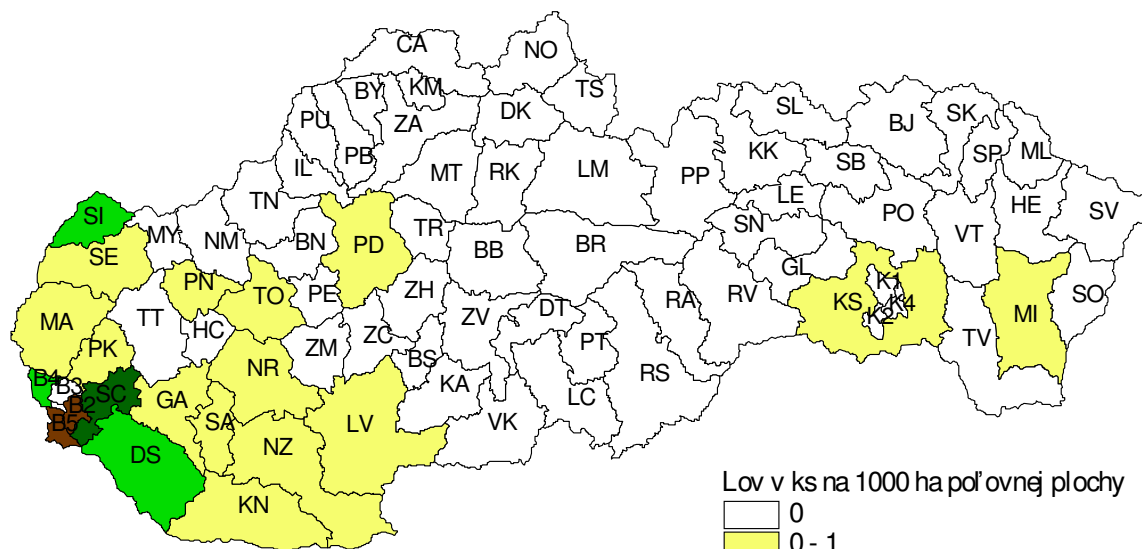 CA
NO
BY
KM
TS
PU
ZA
DK
SL
BJ
SK
IL
PB
MT
RK
LM
PP
KK
SB
SP
ML
TN
LE
SI
MY
NM
BN
PD
TR
BB
BR
SN
PO
HE
SV
SE
VT
PN
TO
PE
ZH
GL
K1
KS
K4
K2
MA
TT
HC
ZM
ZC
ZV
DT
RA
RV
MI
SO
PK
NR
BS
PT
TV
B4
B3
SC
GA
KA
RS
B2
SA
LC
B5
LV
VK
DS
NZ
KN
Lov v ks na 1000 ha poľovnej plochy
0
0 - 1